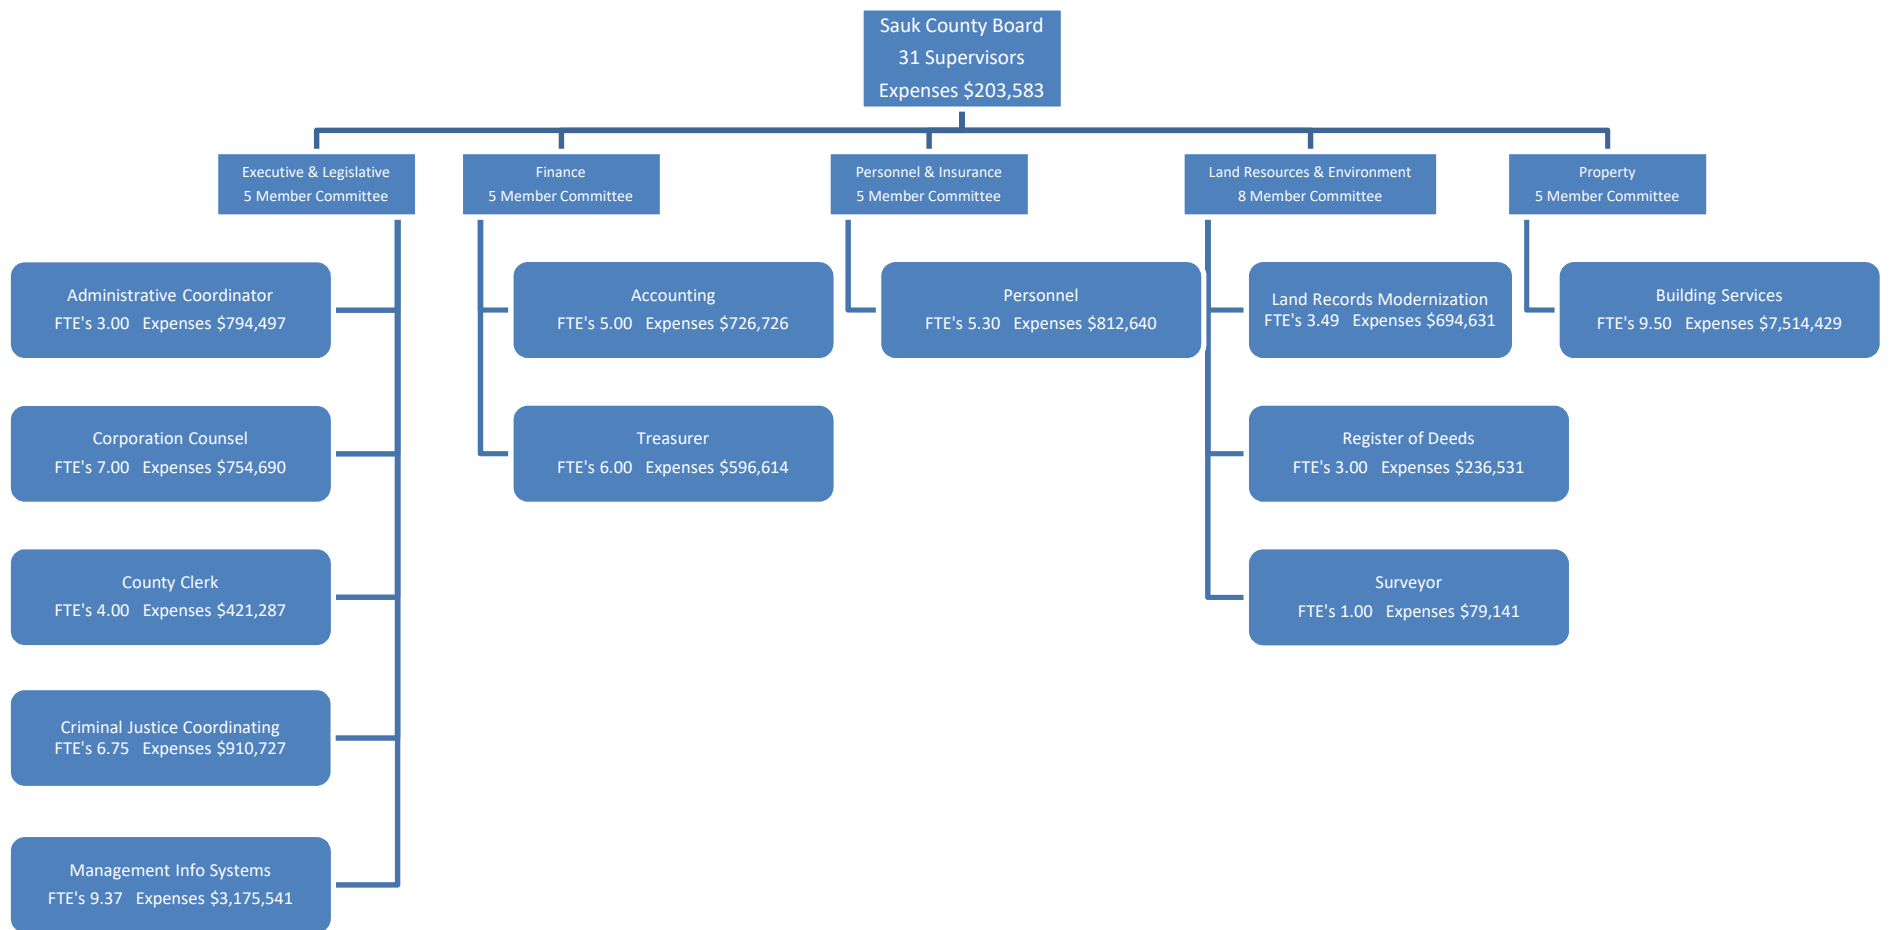 Sauk County Board
31 Supervisors
Expenses $203,583
Executive & Legislative
5 Member Committee
Finance
5 Member Committee
Personnel & Insurance
5 Member Committee
Land Resources & Environment
8 Member Committee
Property
5 Member Committee
Administrative Coordinator
FTE's 3.00 Expenses $794,497
Accounting
FTE's 5.00 Expenses $726,726
Personnel
FTE's 5.30 Expenses $812,640
Land Records Modernization
FTE's 3.49 Expenses $694,631
Building Services
FTE's 9.50 Expenses $7,514,429
Corporation Counsel
FTE's 7.00 Expenses $754,690
Treasurer
FTE's 6.00 Expenses $596,614
Register of Deeds
FTE's 3.00 Expenses $236,531
County Clerk
FTE's 4.00 Expenses $421,287
Surveyor
FTE's 1.00 Expenses $79,141
Criminal Justice Coordinating
FTE's 6.75 Expenses $910,727
Management Info Systems
FTE's 9.37 Expenses $3,175,541